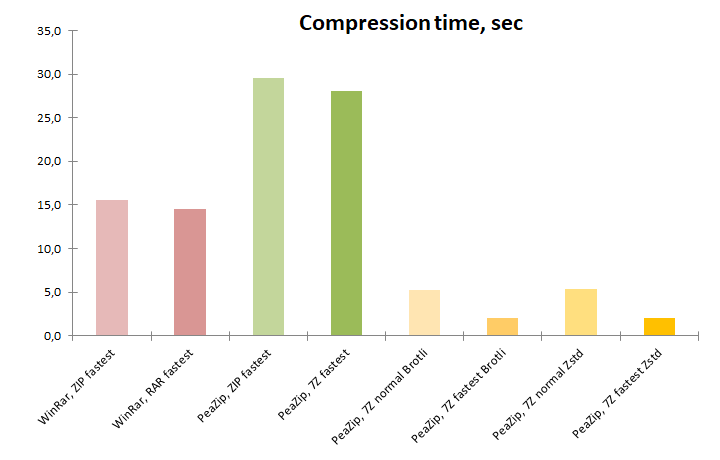 Compression time, sec
35,0
30,0
25,0
20,0
15,0
10,0
5,0
0,0
WinRar, ZIP fastest
WinRar, RAR fastest
PeaZip, ZIP fastest
PeaZip, 7Z fastest
PeaZip, 7Z normal Brotli
PeaZip, 7Z fastest Brotli
PeaZip, 7Z normal Zstd
PeaZip, 7Z fastest Zstd